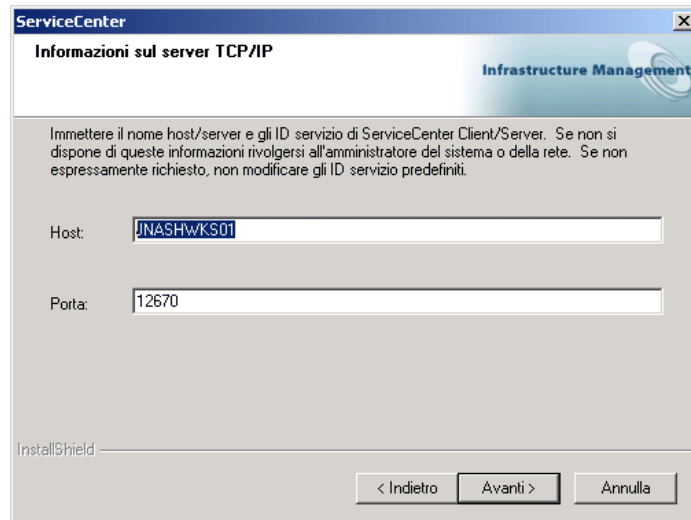 ServiceCenter
Informazioni sul server TCP/IP
Infrastructure Management
Immettere il nome host/server e gli ID servizio di ServiceCenter Client/Server. Se non si
dispone di queste informazioni rivolgersi all'amministratore del sistema o della rete. Se non
espressamente richiesto, non modificare gli ID servizio predefiniti.
Host: JNASHWKS01
Porta: 12670
InstallShield
< Indietro Avanti > Annulla